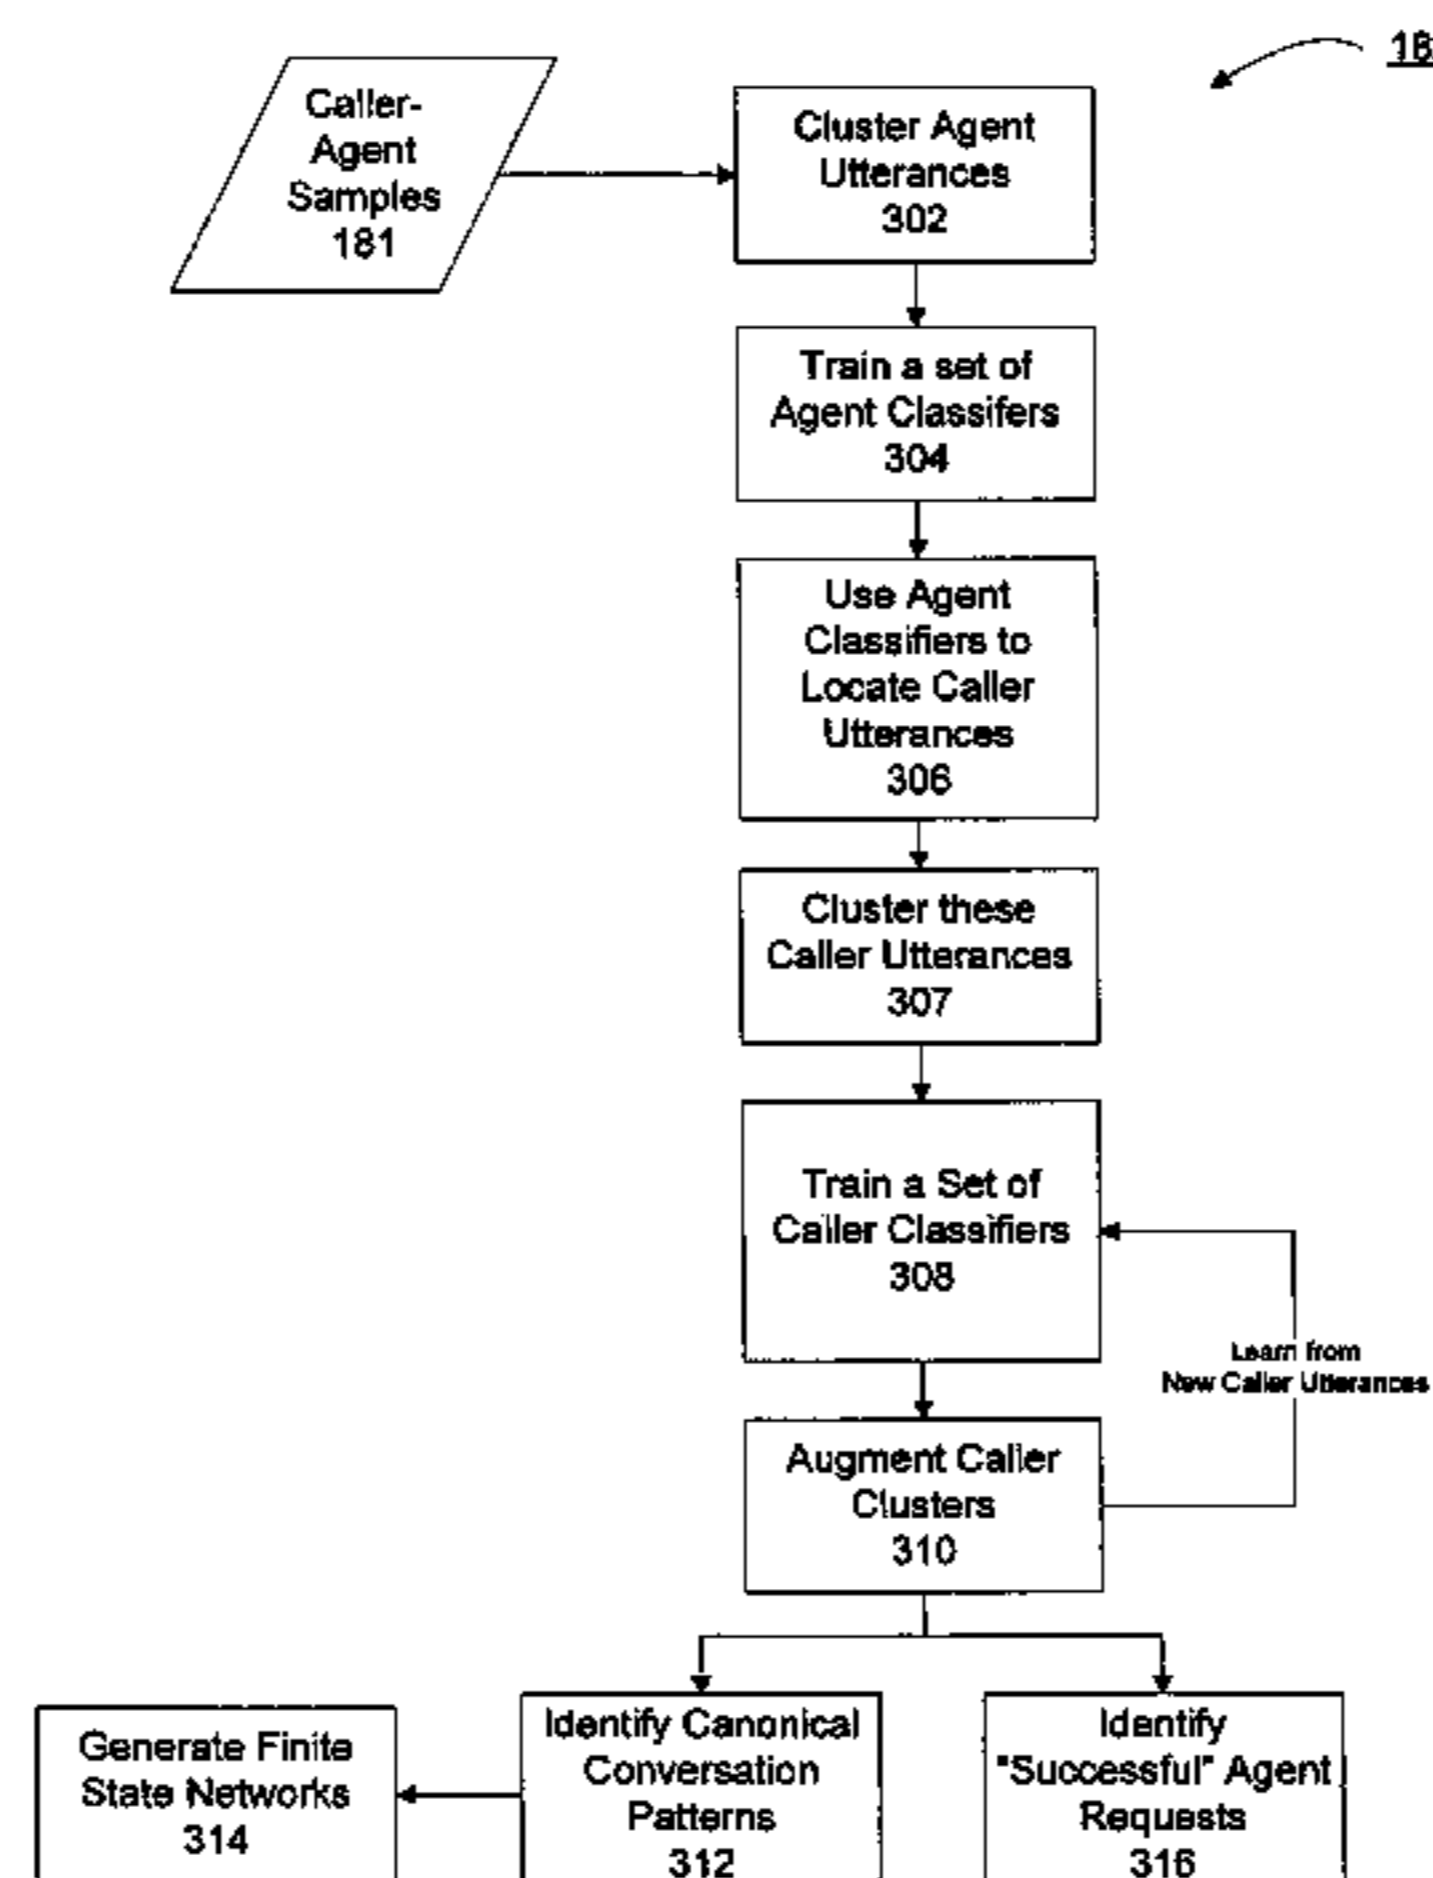 18
Caller-
Agent
Samples
181
Cluster Agent
Utterances
302
Train a set of
Agent Classifers
304
Use Agent
Classifiers to
Locate Caller
Utterances
306
Cluster these
Caller Utterances
307
Train a Set of
Caller Classifiers
308
Learn from
New Caller Utterances
Augment Caller
Clusters
310
Generate Finite
State Networks
314
Identify Canonical
Conversation
Patterns
312
Identify
"Successful" Agent
Requests
316